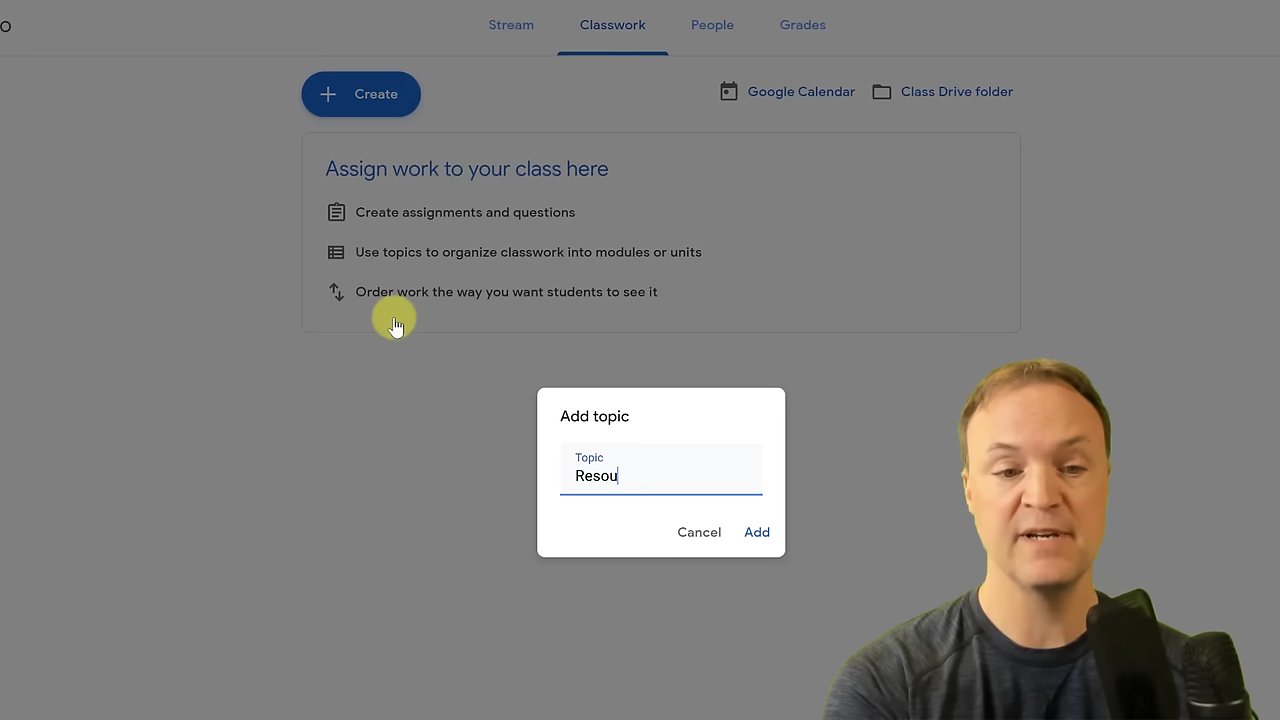 Stream
Classwork
People
Grades
Create
Google Calendar
Class Drive folder
Assign work to your class here
Create assignments and questions
Use topics to organize classwork into modules or units
Order work the way you want students to see it
Add topic
Topic
Resou
Cancel
Add